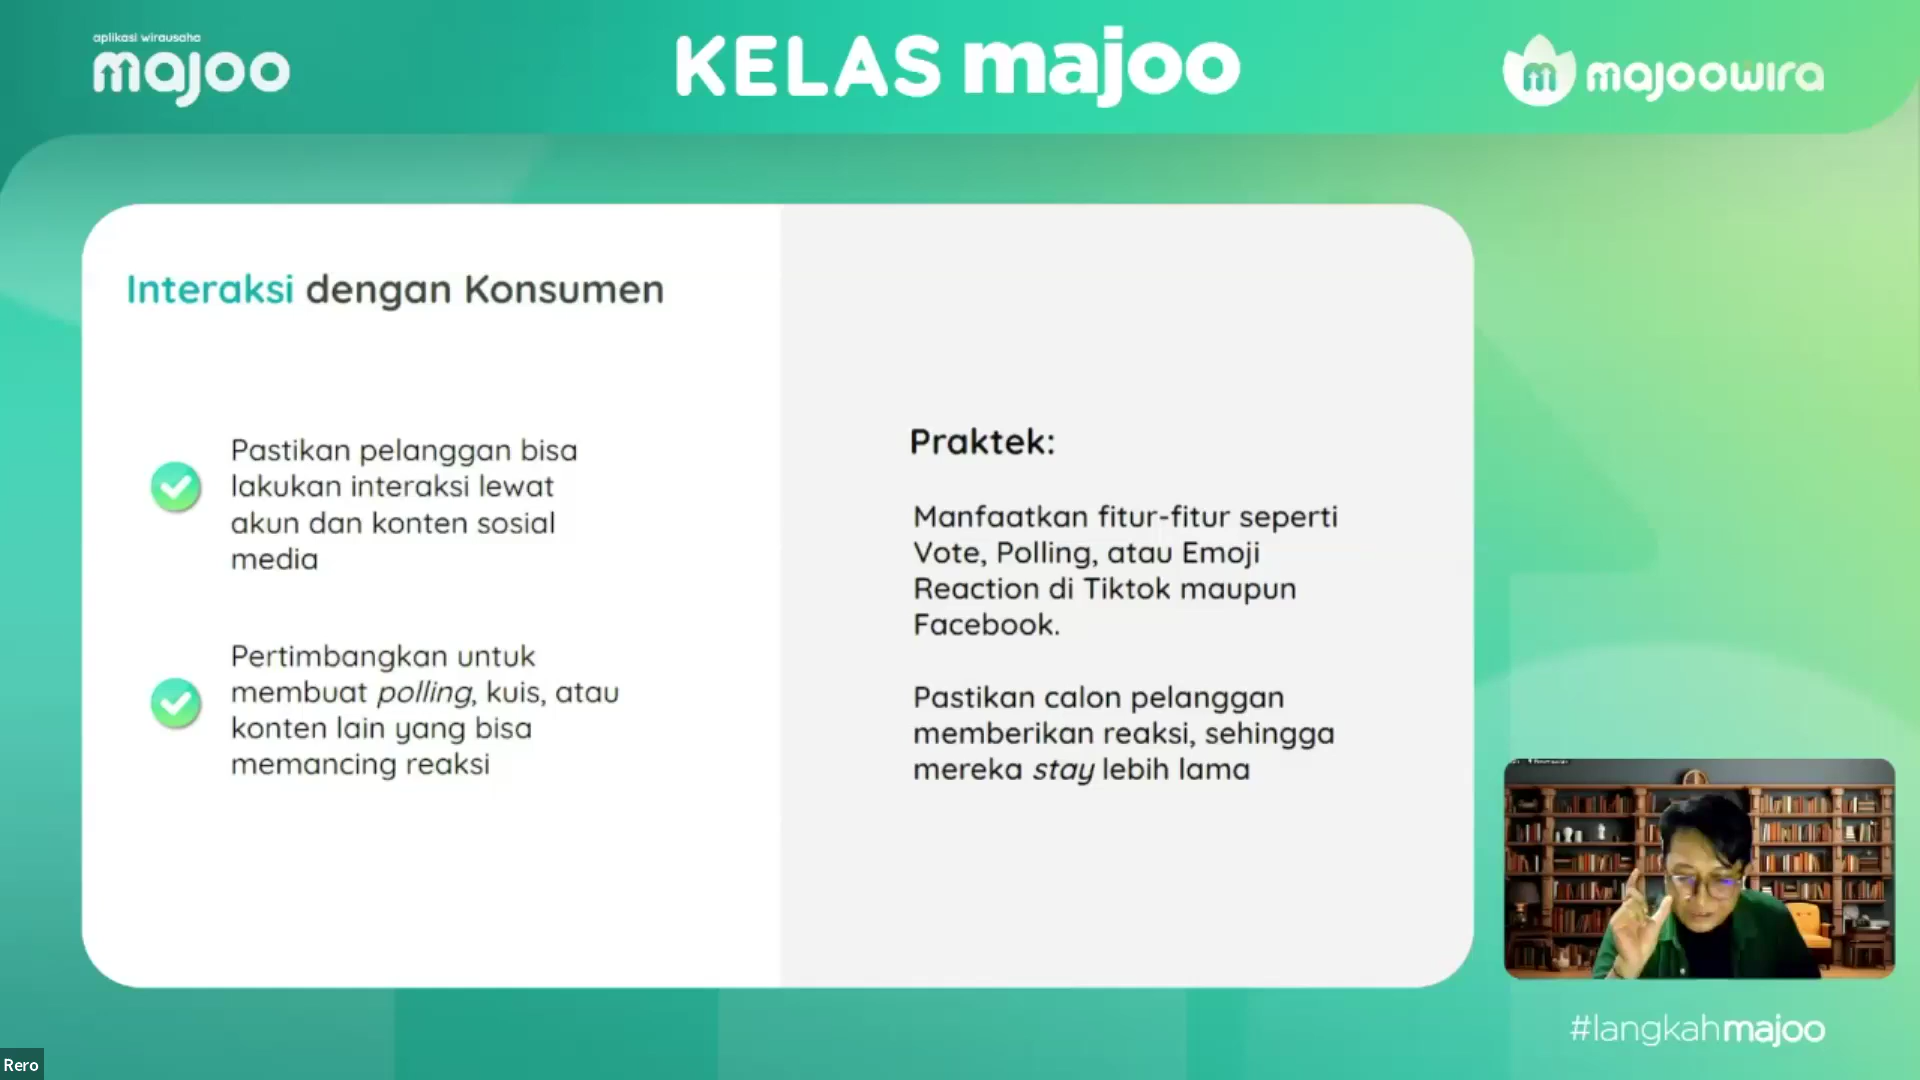 aplikasi wirausaha
majoo
KELAS majoo
majoowira
Interaksi dengan Konsumen
Pastikan pelanggan bisa
lakukan interaksi lewat
akun dan konten sosial
media
Pertimbangkan untuk
membuat polling, kuis, atau
konten lain yang bisa
memancing reaksi
Praktek:
Manfaatkan fitur-fitur seperti
Vote, Polling, atau Emoji
Reaction di Tiktok maupun
Facebook.
Pastikan calon pelanggan
memberikan reaksi, sehingga
mereka stay lebih lama
#langkahmajoo
Rero